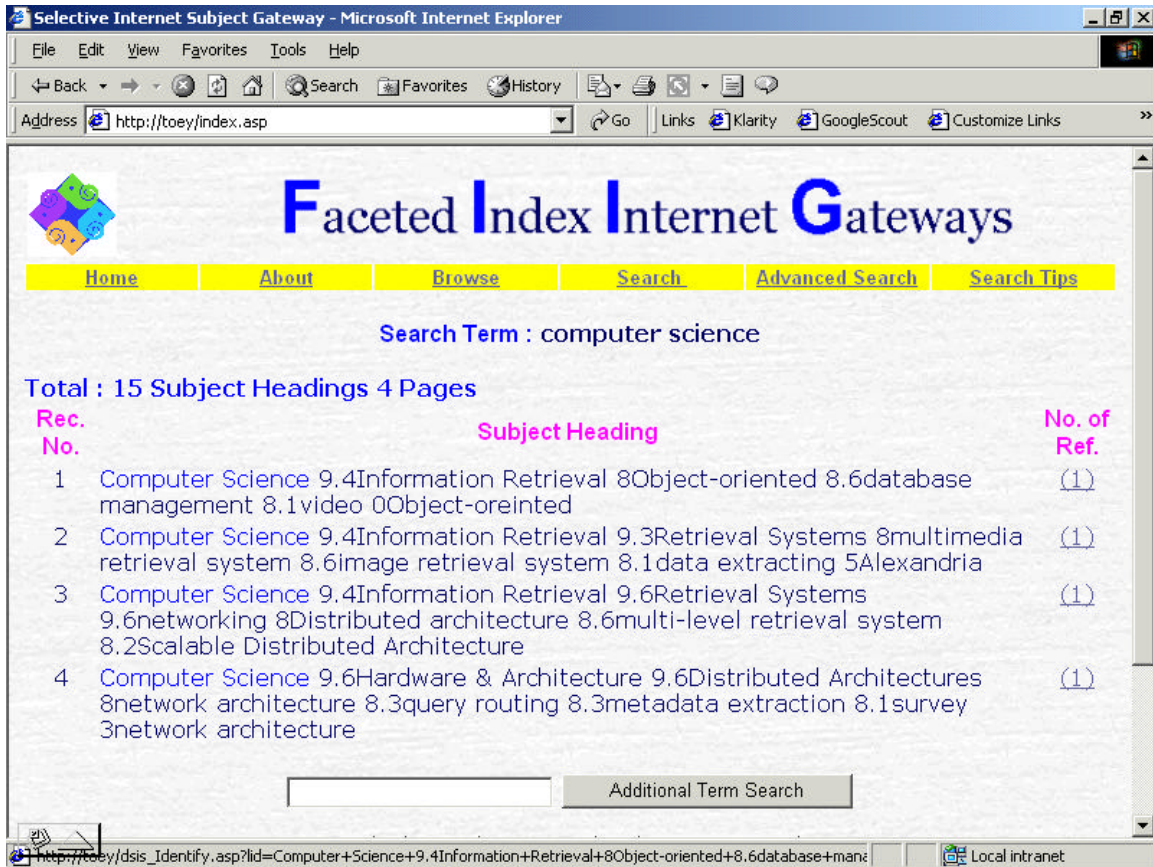 Selective Internet Subject Gateway - Microsoft Internet Explorer
File Edit View Favorites Tools Help
Back Search Favorites History
Address http://toey/index.asp Go Links Klarity GoogleScout Customize Links »
Faceted Index Internet Gateways
Home About Browse Search Advanced Search Search Tips
Search Term : computer science
Total : 15 Subject Headings 4 Pages
Rec. No. Subject Heading No. of Ref.
1 Computer Science 9.4Information Retrieval 8Object-oriented 8.6database (1)
management 8.1video 0Object-oreinted
2 Computer Science 9.4Information Retrieval 9.3Retrieval Systems 8multimedia (1)
retrieval system 8.6image retrieval system 8.1data extracting 5Alexandria
3 Computer Science 9.4Information Retrieval 9.6Retrieval Systems (1)
9.6networking 8Distributed architecture 8.6multi-level retrieval system
8.2Scalable Distributed Architecture
4 Computer Science 9.6Hardware & Architecture 9.6Distributed Architectures (1)
8network architecture 8.3query routing 8.3metadata extraction 8.1survey
3network architecture
Additional Term Search
http://toey/dsis_Identify.asp?lid=Computer+Science+9.4Information+Retrieval+8Object-oriented+8.6database+mana Local intranet